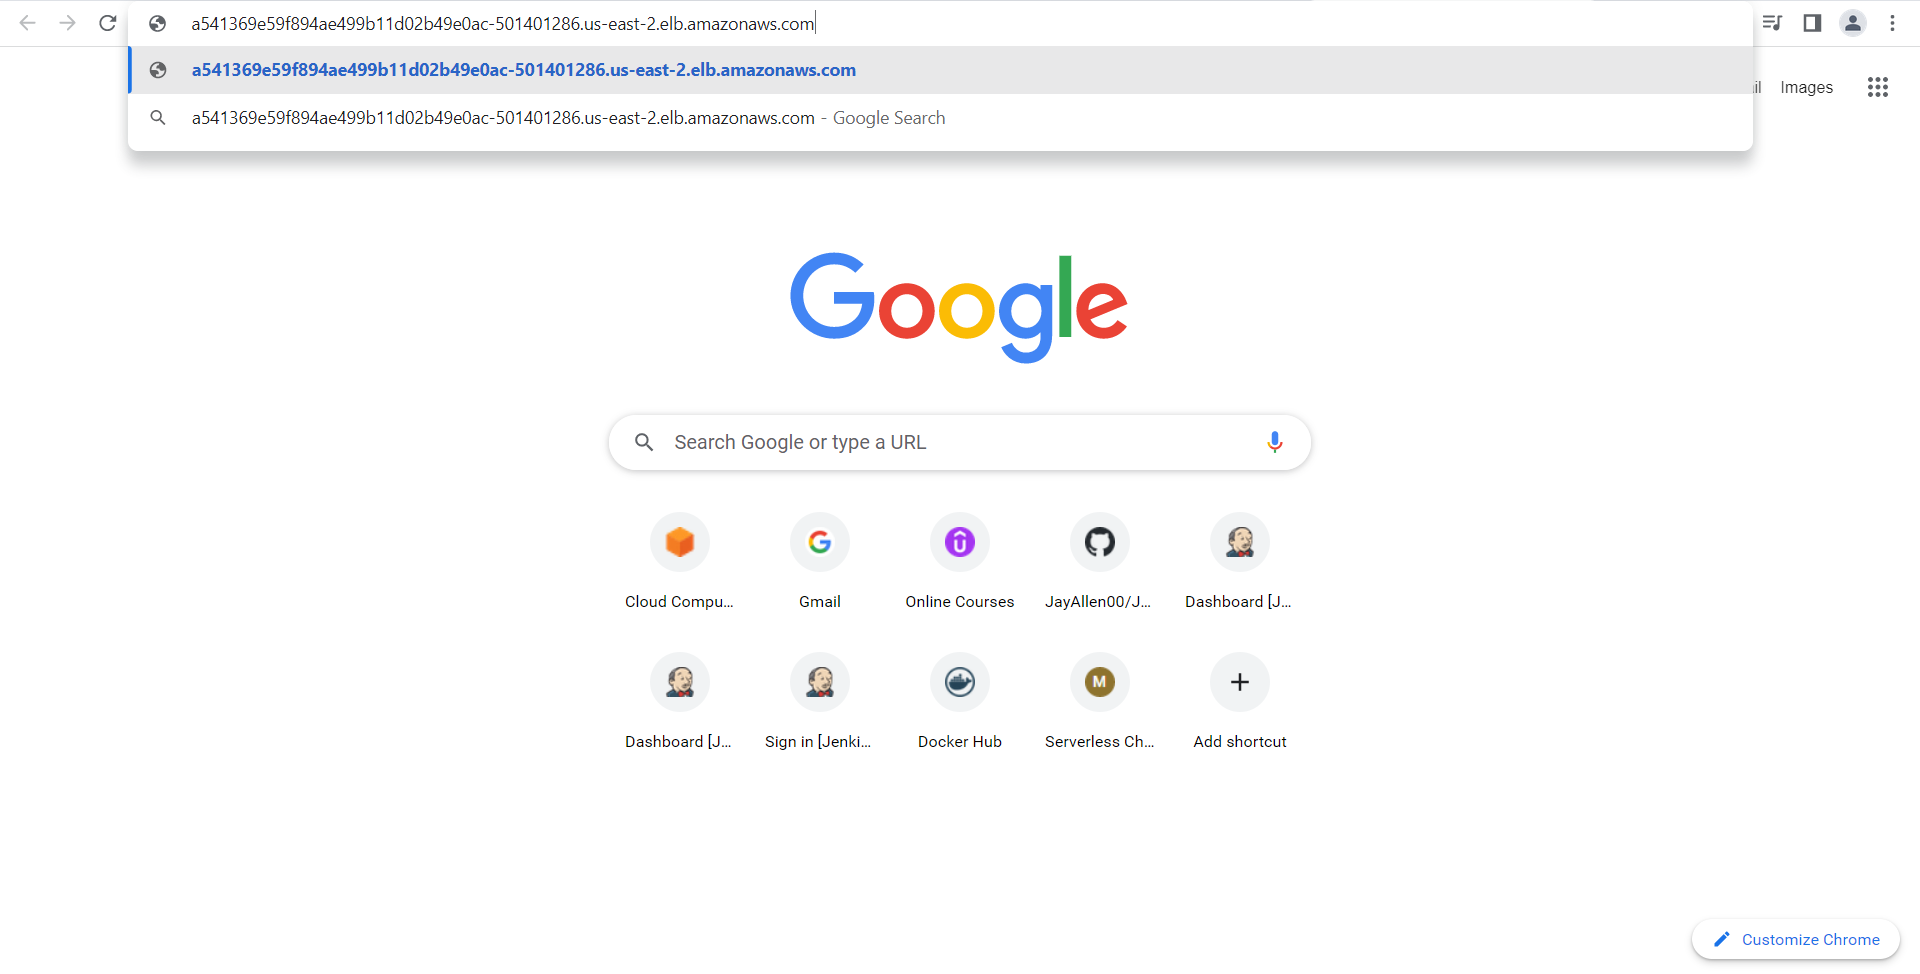 a541369e59f894ae499b11d02b49e0ac-501401286.us-east-2.elb.amazonaws.com
a541369e59f894ae499b11d02b49e0ac-501401286.us-east-2.elb.amazonaws.com
Images
a541369e59f894ae499b11d02b49e0ac-501401286.us-east-2.elb.amazonaws.com - Google Search
Google
Search Google or type a URL
Cloud Compu... Gmail Online Courses JayAllen00/J... Dashboard [J...
M
Dashboard [J... Sign in [Jenki... Docker Hub Serverless Ch... Add shortcut
Customize Chrome